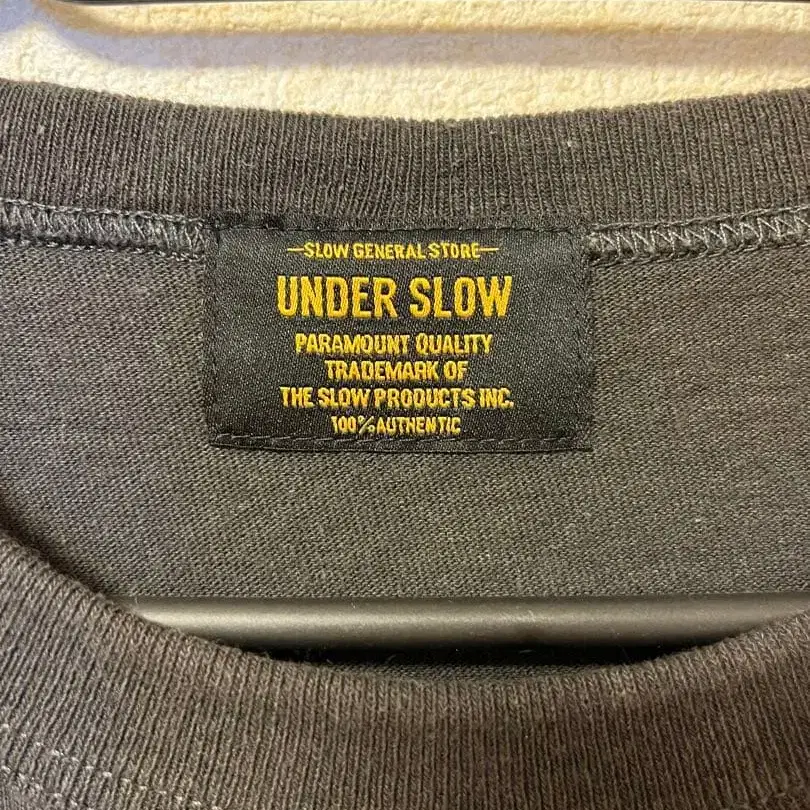 —SLOW GENERAL STORE—
UNDER SLOW
PARAMOUNT QUALITY
TRADEMARK OF
THE SLOW PRODUCTS INC.
100%AUTHENTIC